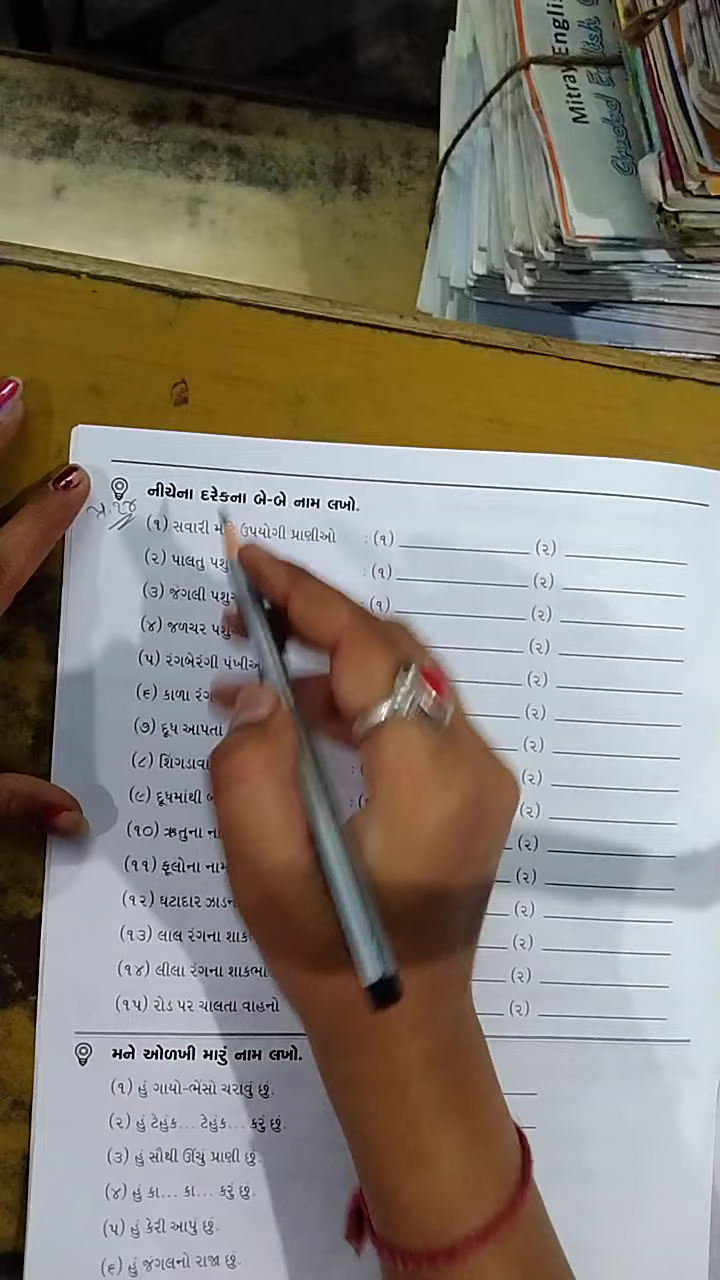 Mitray Engli
Graded English
નીચેના દરેકના બે-બે નામ લખો.
પ્ર.૧૪
(૧) સવારી માટે ઉપયોગી પ્રાણીઓ : (૧) (૨)
(૨) પાલતુ પશુ : (૧) (૨)
(૩) જંગલી પશુ (૧) (૨)
(૪) જળચર પશુ (૨)
(૫) રંગબેરંગી પંખીઓ (૨)
(૬) કાળા રંગ (૨)
(૭) દૂધ આપતા (૨)
(૮) શિંગડાવા : ( (૨)
(૯) દૂધમાંથી : ( (૨)
(૧૦) ઋતુના ના (૨)
(૧૧) ફૂલોના નામ (૨)
(૧૨) ઘટાદાર ઝાડ (૨)
(૧૩) લાલ રંગના શાક (૨)
(૧૪) લીલા રંગના શાકભા (૨)
(૧૫) રોડ પર ચાલતા વાહનો (૨)
મને ઓળખી મારું નામ લખો.
(૧) હું ગાયો-ભેંસો ચરાવું છું.
(૨) હું ટેહુંક... ટેહુંક... કરું છું.
(૩) હું સૌથી ઊંચું પ્રાણી છું.
(૪) હું કા... કા... કરું છું.
(૫) હું કેરી આપું છું.
(૬) હું જંગલનો રાજા છું.